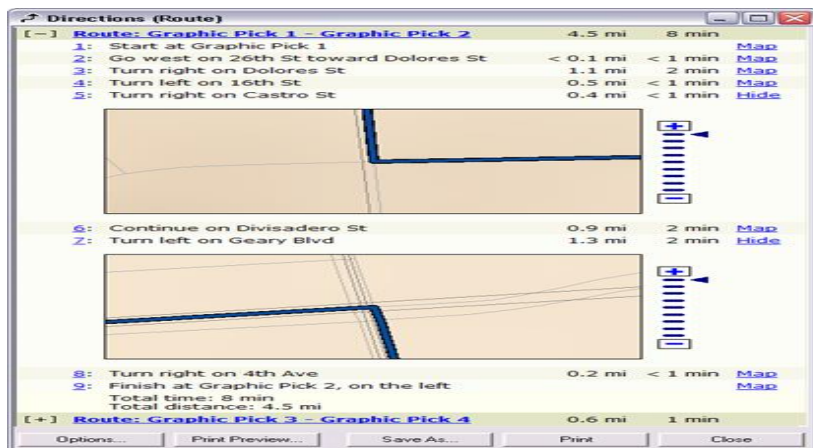 Directions (Route)
[-] Route: Graphic Pick 1 - Graphic Pick 2 4.5 mi 8 min
1: Start at Graphic Pick 1 Map
2: Go west on 26th St toward Dolores St < 0.1 mi < 1 min Map
3: Turn right on Dolores St 1.1 mi 2 min Map
4: Turn left on 16th St 0.5 mi < 1 min Map
5: Turn right on Castro St 0.4 mi < 1 min Hide
6: Continue on Divisadero St 0.9 mi 2 min Map
7: Turn left on Geary Blvd 1.3 mi 2 min Hide
8: Turn right on 4th Ave 0.2 mi < 1 min Map
9: Finish at Graphic Pick 2, on the left Map
Total time: 8 min
Total distance: 4.5 mi
[+] Route: Graphic Pick 3 - Graphic Pick 4 0.6 mi 1 min
Options... Print Preview... Save As... Print Close